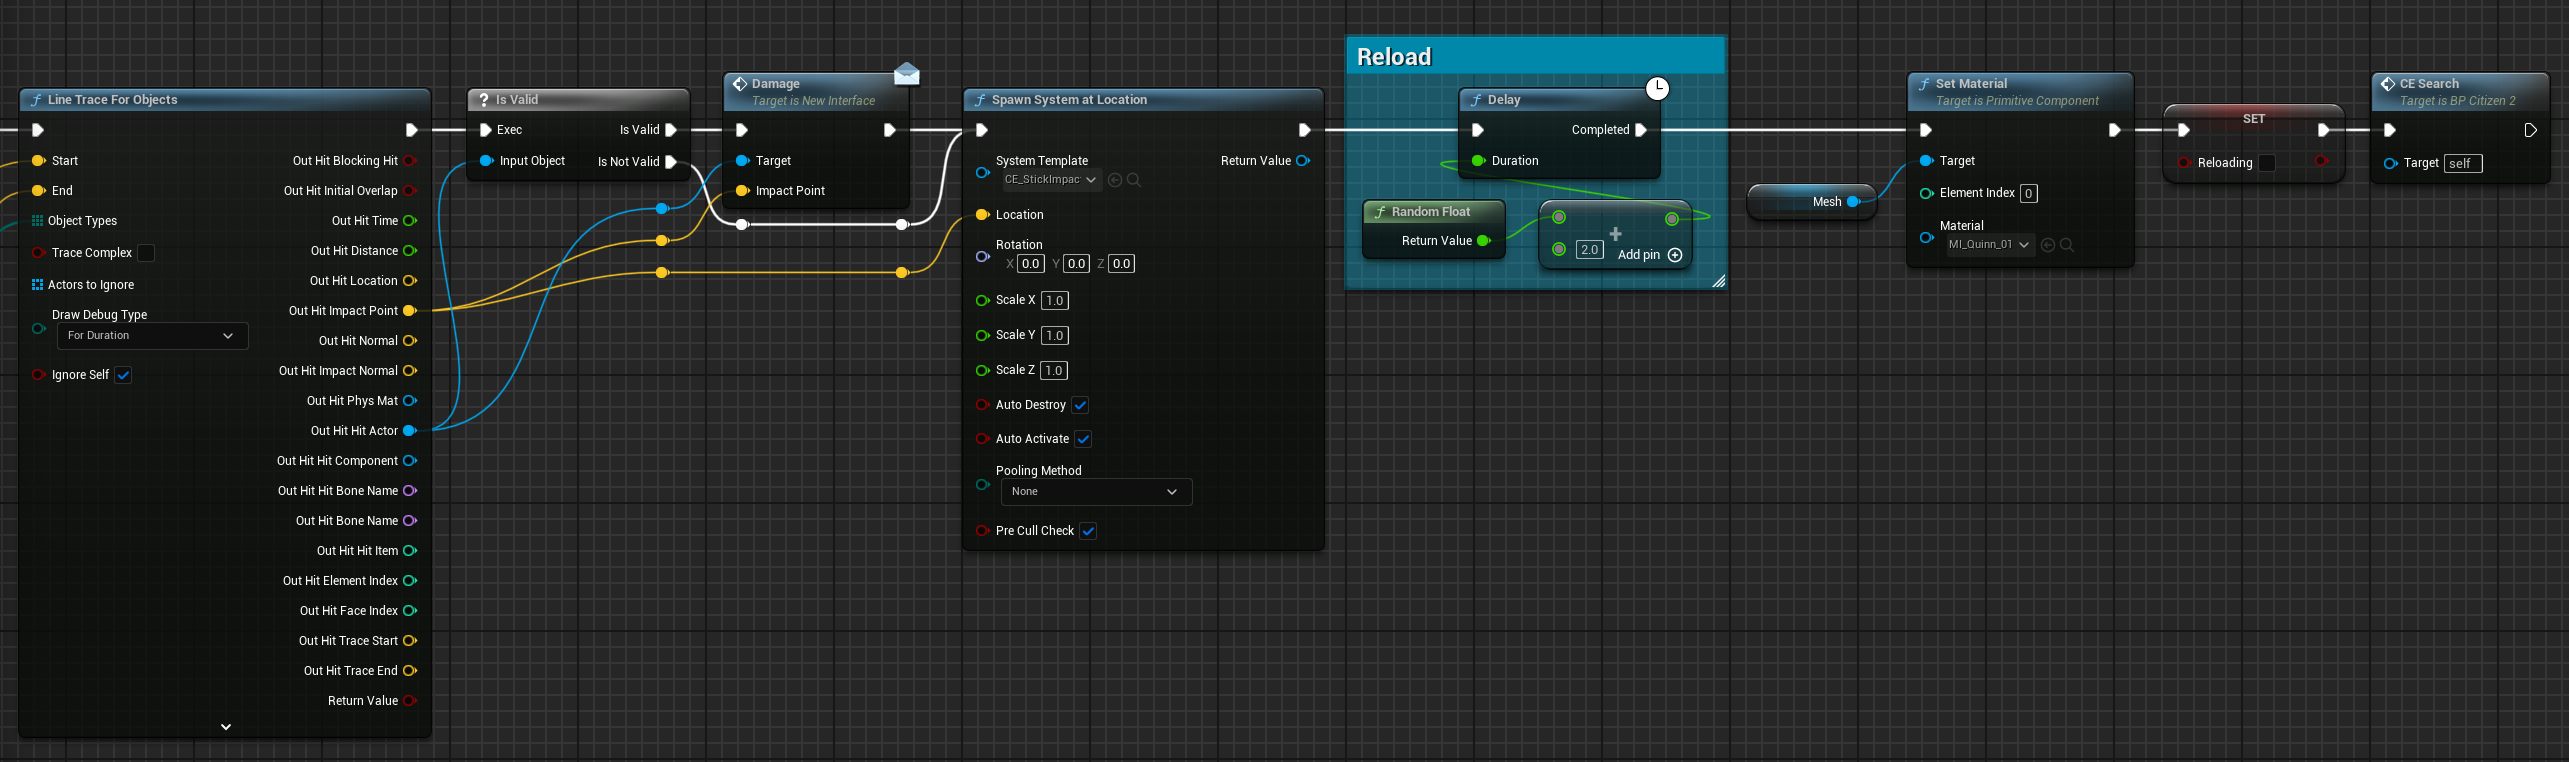 Line Trace For Objects
Start
Out Hit Blocking Hit
End
Out Hit Initial Overlap
Object Types
Out Hit Time
Trace Complex
Out Hit Distance
Actors to Ignore
Out Hit Location
Draw Debug Type
For Duration
Out Hit Impact Point
Out Hit Normal
Ignore Self
Out Hit Impact Normal
Out Hit Phys Mat
Out Hit Hit Actor
Out Hit Hit Component
Out Hit Hit Bone Name
Out Hit Bone Name
Out Hit Hit Item
Out Hit Element Index
Out Hit Face Index
Out Hit Trace Start
Out Hit Trace End
Return Value
? Is Valid
Exec
Is Valid
Input Object
Is Not Valid
Damage
Target is New Interface
Target
Impact Point
Spawn System at Location
System Template
CE_StickImpac
Return Value
Location
Rotation
X 0.0 Y 0.0 Z 0.0
Scale X 1.0
Scale Y 1.0
Scale Z 1.0
Auto Destroy
Auto Activate
Pooling Method
None
Pre Cull Check
Reload
Delay
Completed
Duration
Random Float
Return Value
2.0
Add pin
Mesh
Set Material
Target is Primitive Component
Target
Element Index 0
Material
MI_Quinn_01
SET
Reloading
CE Search
Target is BP Citizen 2
Target self